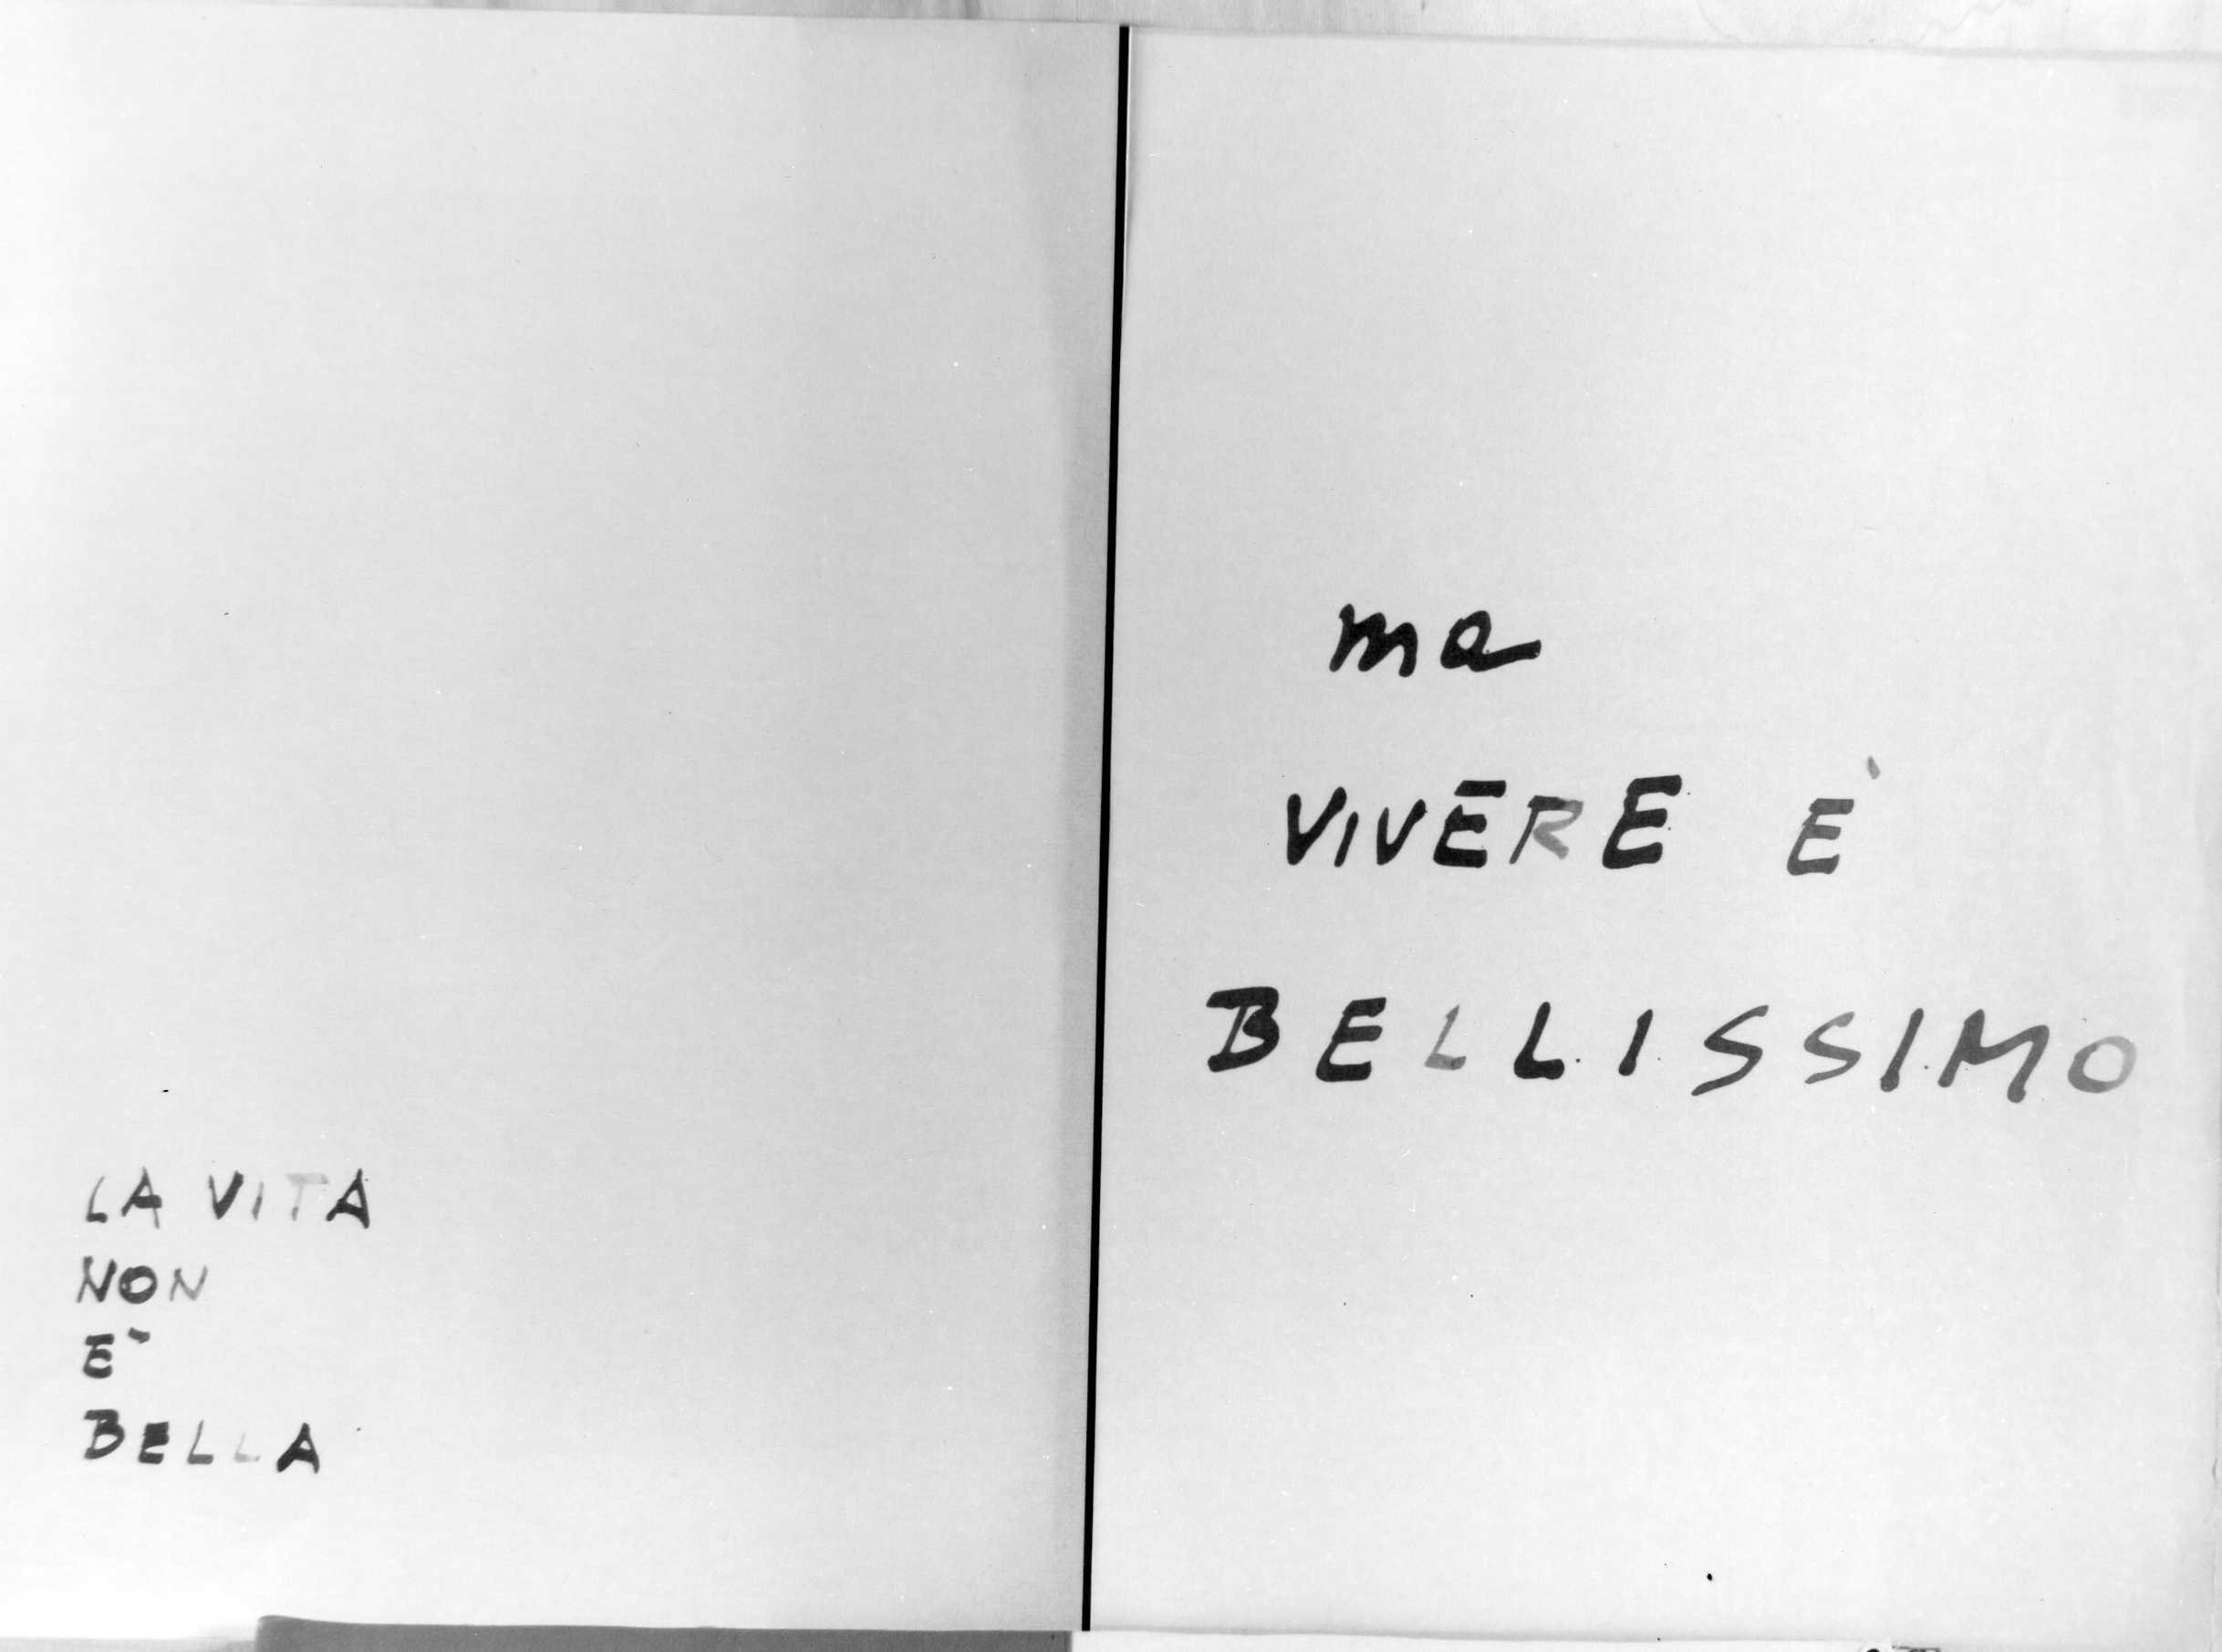 LA VITA
NON
E`
BELLA
ma
VIVERE E`
BELLISSIMO